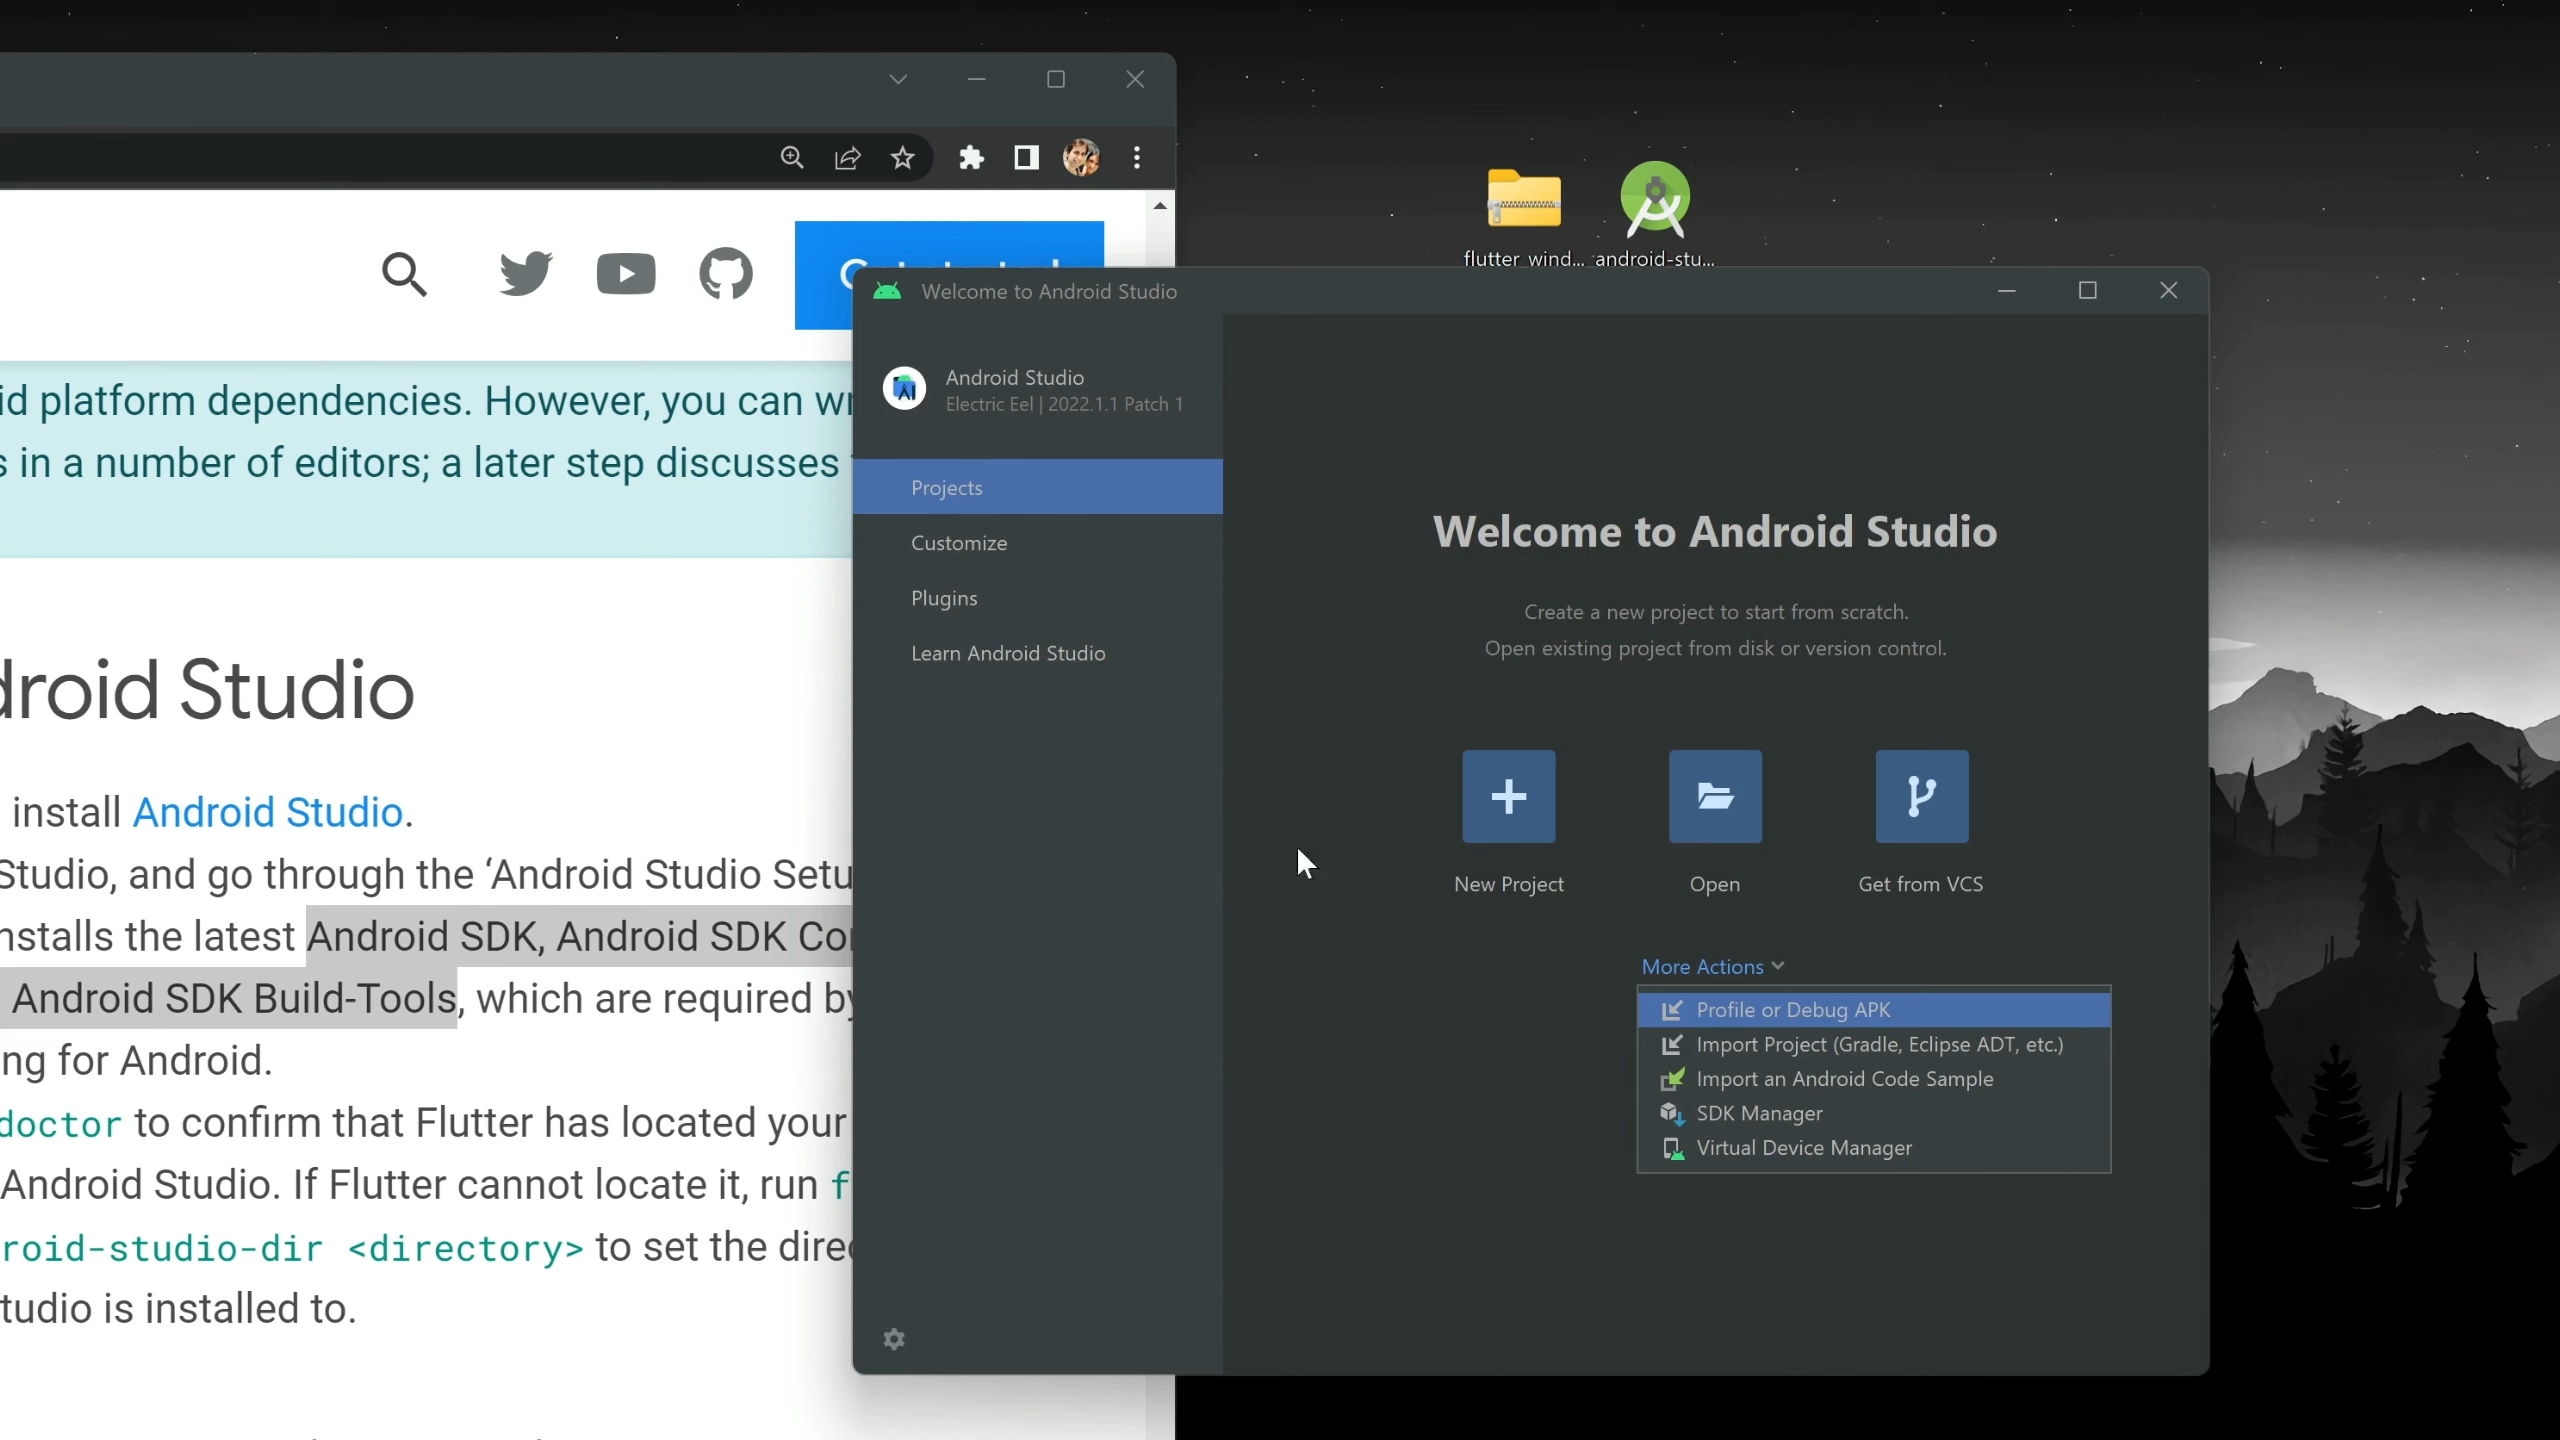 flutter_wind...
android-stu...
id platform dependencies. However, you can
s in a number of editors; a later step discusses
droid Studio
install Android Studio.
Studio, and go through the ‘Android Studio Setu
nstalls the latest Android SDK, Android SDK
Android SDK Build-Tools, which are required by
ng for Android.
doctor to confirm that Flutter has located your
Android Studio. If Flutter cannot locate it, run f
roid-studio-dir <directory> to set the direc
tudio is installed to.
Welcome to Android Studio
Android Studio
Electric Eel | 2022.1.1 Patch 1
Projects
Customize
Plugins
Learn Android Studio
Welcome to Android Studio
Create a new project to start from scratch.
Open existing project from disk or version control.
New Project
Open
Get from VCS
More Actions
Profile or Debug APK
Import Project (Gradle, Eclipse ADT, etc.)
Import an Android Code Sample
SDK Manager
Virtual Device Manager